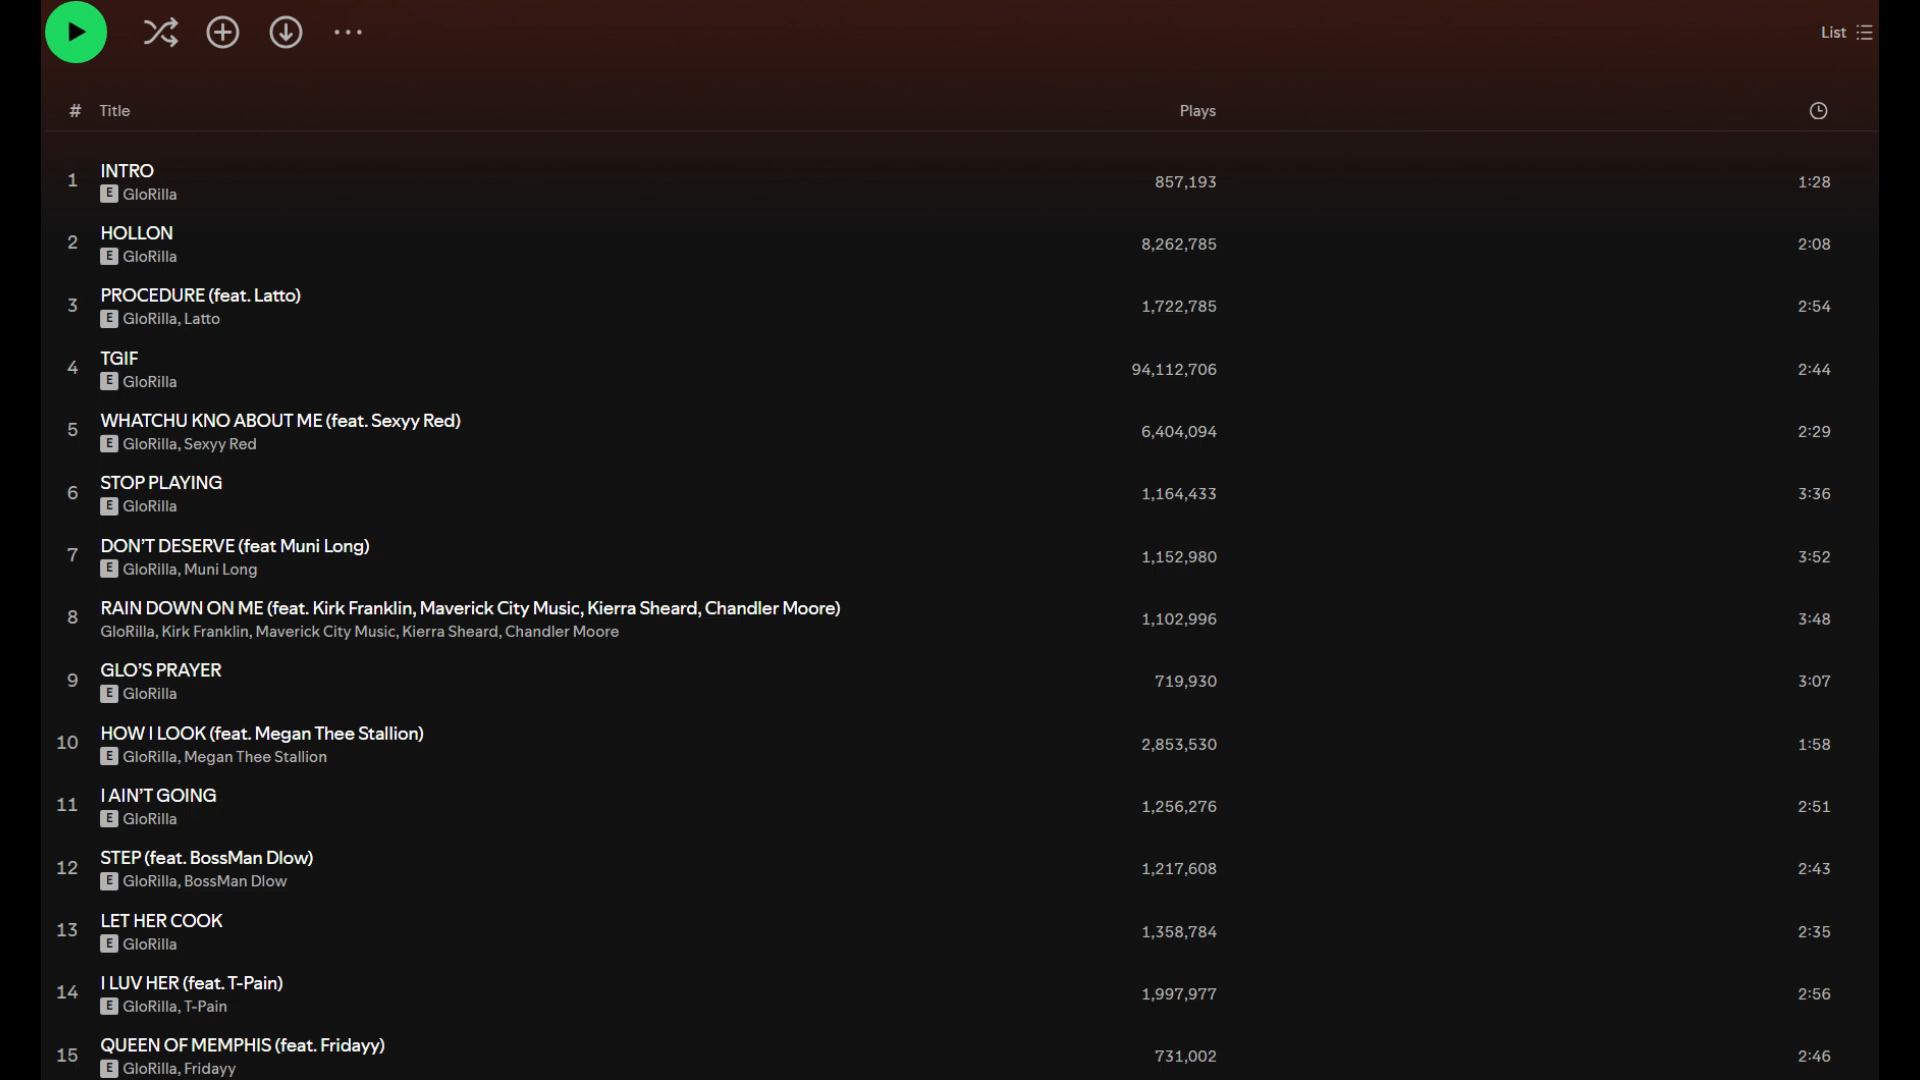 List
# Title Plays
1 INTRO 857,193 1:28
E GloRilla
2 HOLLON 8,262,785 2:08
E GloRilla
3 PROCEDURE (feat. Latto) 1,722,785 2:54
E GloRilla, Latto
4 TGIF 94,112,706 2:44
E GloRilla
5 WHATCHU KNO ABOUT ME (feat. Sexyy Red) 6,404,094 2:29
E GloRilla, Sexyy Red
6 STOP PLAYING 1,164,433 3:36
E GloRilla
7 DON’T DESERVE (feat Muni Long) 1,152,980 3:52
E GloRilla, Muni Long
8 RAIN DOWN ON ME (feat. Kirk Franklin, Maverick City Music, Kierra Sheard, Chandler Moore) 1,102,996 3:48
GloRilla, Kirk Franklin, Maverick City Music, Kierra Sheard, Chandler Moore
9 GLO’S PRAYER 719,930 3:07
E GloRilla
10 HOW I LOOK (feat. Megan Thee Stallion) 2,853,530 1:58
E GloRilla, Megan Thee Stallion
11 I AIN’T GOING 1,256,276 2:51
E GloRilla
12 STEP (feat. BossMan Dlow) 1,217,608 2:43
E GloRilla, BossMan Dlow
13 LET HER COOK 1,358,784 2:35
E GloRilla
14 I LUV HER (feat. T-Pain) 1,997,977 2:56
E GloRilla, T-Pain
15 QUEEN OF MEMPHIS (feat. Fridayy) 731,002 2:46
E GloRilla, Fridayy